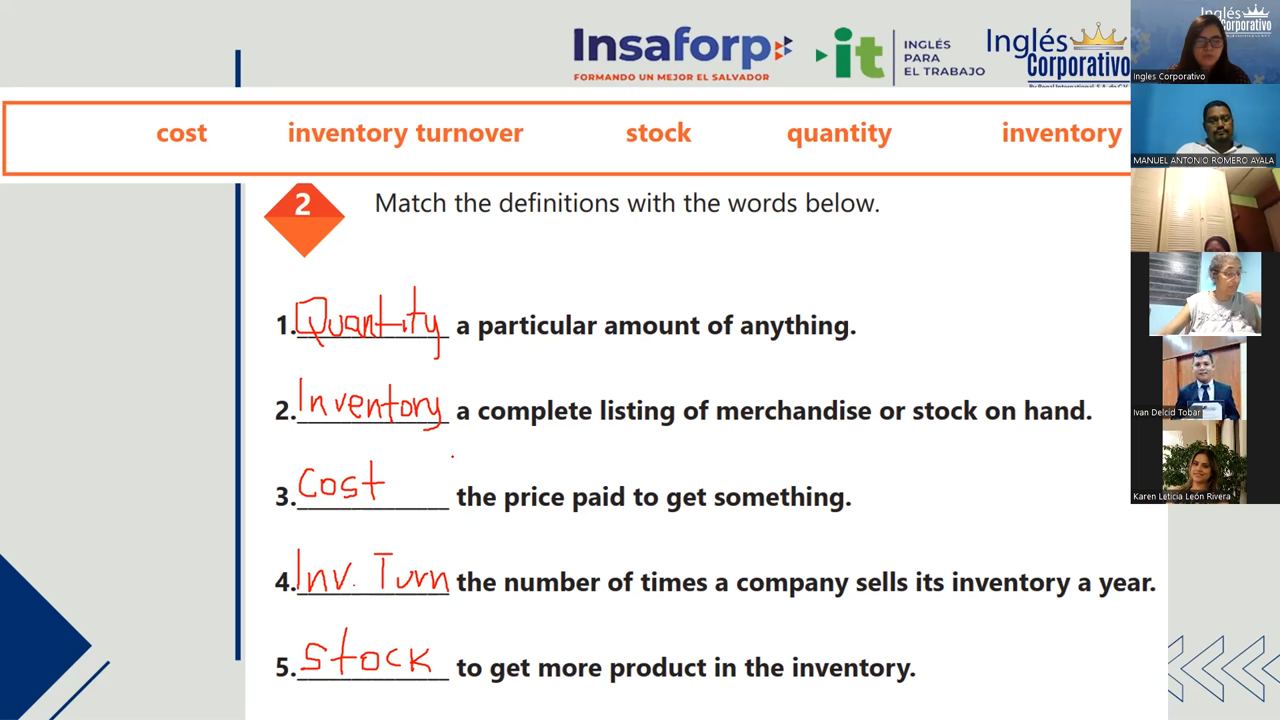 Insaforp
FORMANDO UN MEJOR EL SALVADOR
it
INGLÉS
PARA
EL TRABAJO
Inglés
Corporativo
cost inventory turnover stock quantity inventory
2 Match the definitions with the words below.
1. Quantity a particular amount of anything.
2. Inventory a complete listing of merchandise or stock on hand.
3. Cost the price paid to get something.
4. Inv. Turn the number of times a company sells its inventory a year.
5. Stock to get more product in the inventory.
Inglés
Corporativo
Ingles Corporativo
MANUEL ANTONIO ROMERO AYALA
Ivan Delcid Tobar
Karen Leticia León Rivera